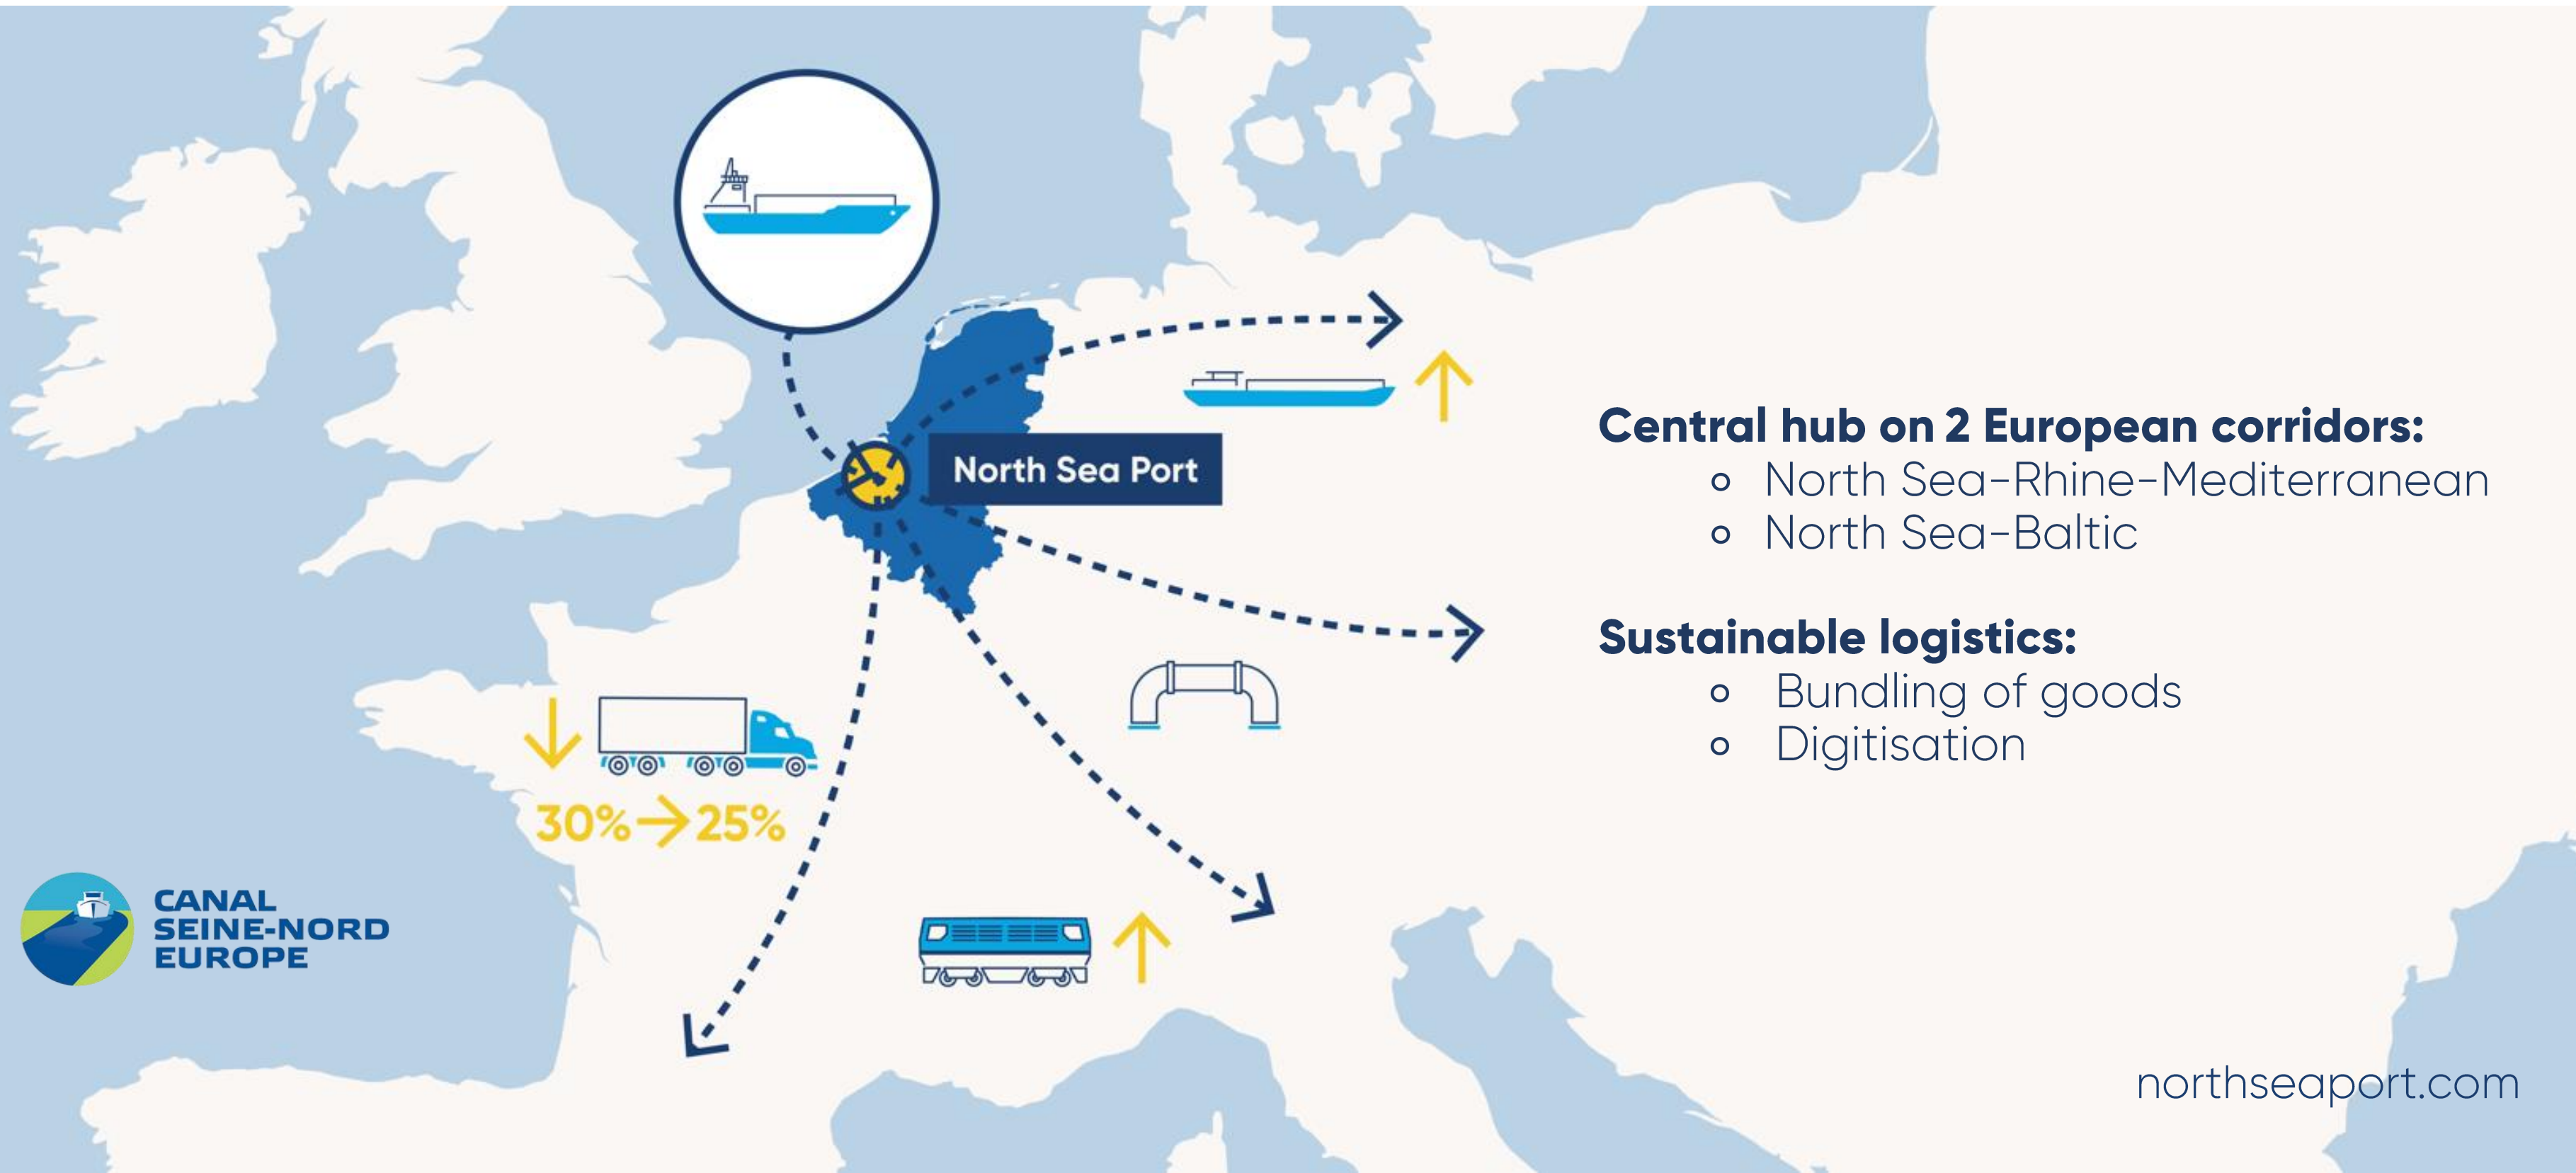 North Sea Port
30%→25%
CANAL
SEINE-NORD
EUROPE
Central hub on 2 European corridors:
North Sea-Rhine-Mediterranean
North Sea-Baltic
Sustainable logistics:
Bundling of goods
Digitisation
northseaport.com